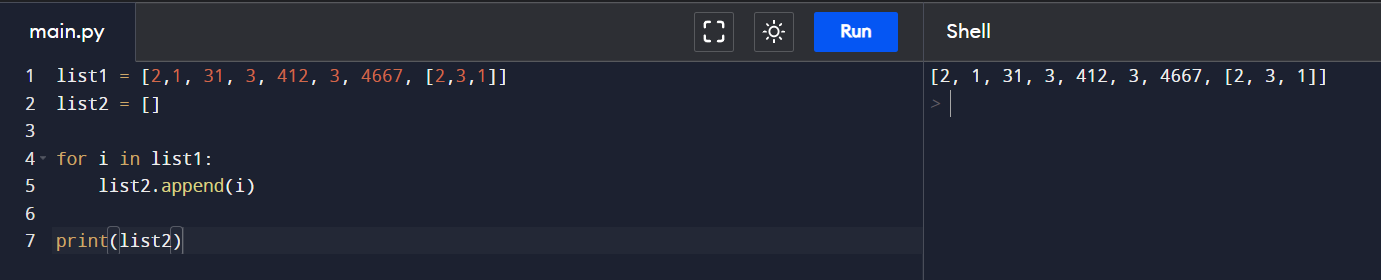 main.py
Run
Shell
1 list1 = [2,1, 31, 3, 412, 3, 4667, [2,3,1]]
2 list2 = []
3
4 for i in list1:
5     list2.append(i)
6
7 print(list2)
[2, 1, 31, 3, 412, 3, 4667, [2, 3, 1]]
>